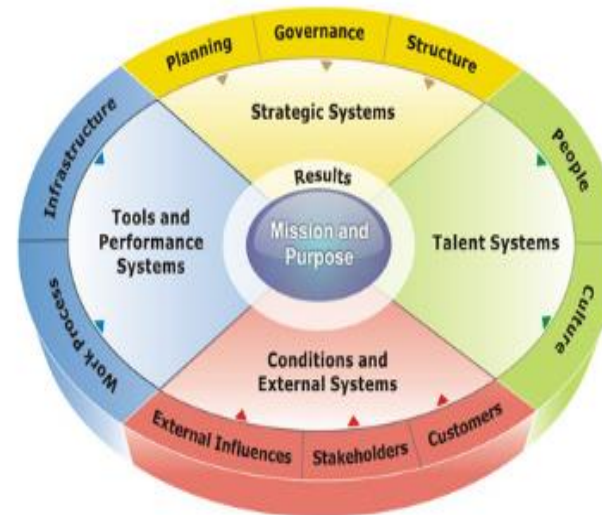 Planning
Governance
Structure
Strategic Systems
Infrastructure
People
Results
Tools and
Performance
Systems
Mission and
Purpose
Talent Systems
Work Process
Culture
Conditions and
External Systems
External Influences
Stakeholders
Customers